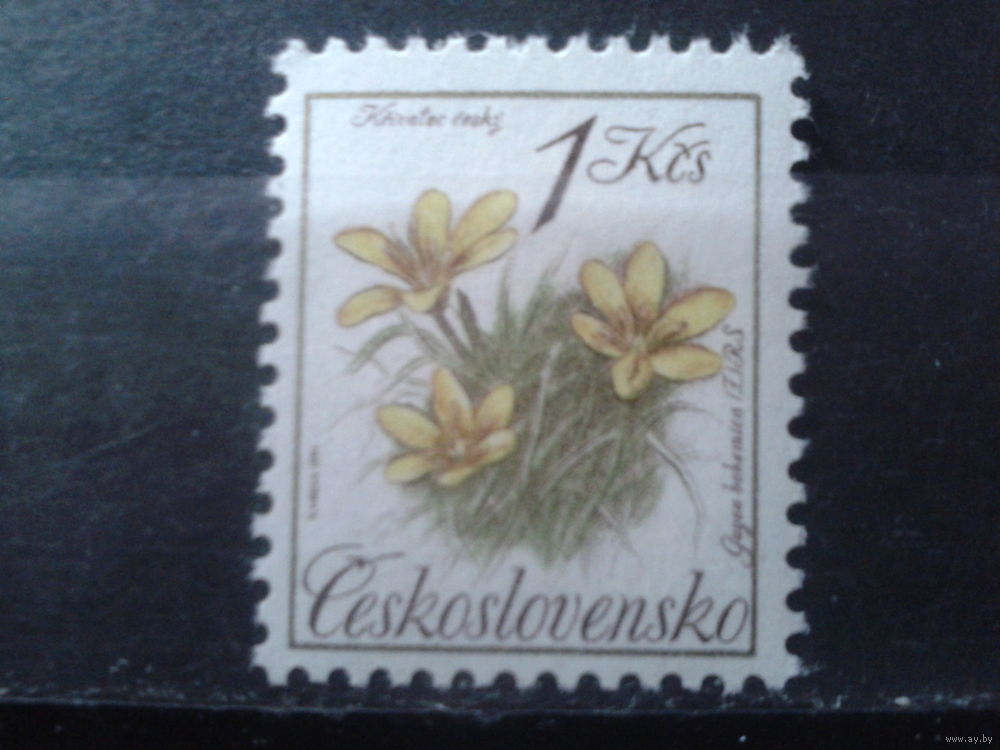 Křivatec český
1 Kčs
Gagea bohemica
Československo
www.ay.by